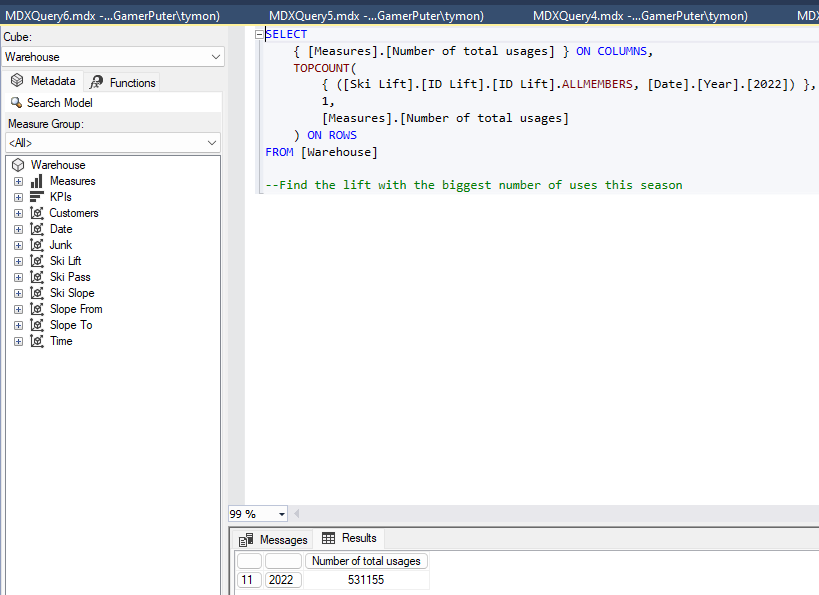 MDXQuery6.mdx -...GamerPuter\tymon) MDXQuery5.mdx -...GamerPuter\tymon) MDXQuery4.mdx -...GamerPuter\tymon) MDX
Cube:
Warehouse
Metadata Functions
Search Model
Measure Group:
<All>
Warehouse
Measures
KPIs
Customers
Date
Junk
Ski Lift
Ski Pass
Ski Slope
Slope From
Slope To
Time
SELECT
{ [Measures].[Number of total usages] } ON COLUMNS,
TOPCOUNT(
{ ([Ski Lift].[ID Lift].[ID Lift].ALLMEMBERS, [Date].[Year].[2022]) },
1,
[Measures].[Number of total usages]
) ON ROWS
FROM [Warehouse]
--Find the lift with the biggest number of uses this season
99 %
Messages Results
Number of total usages
11 2022 531155